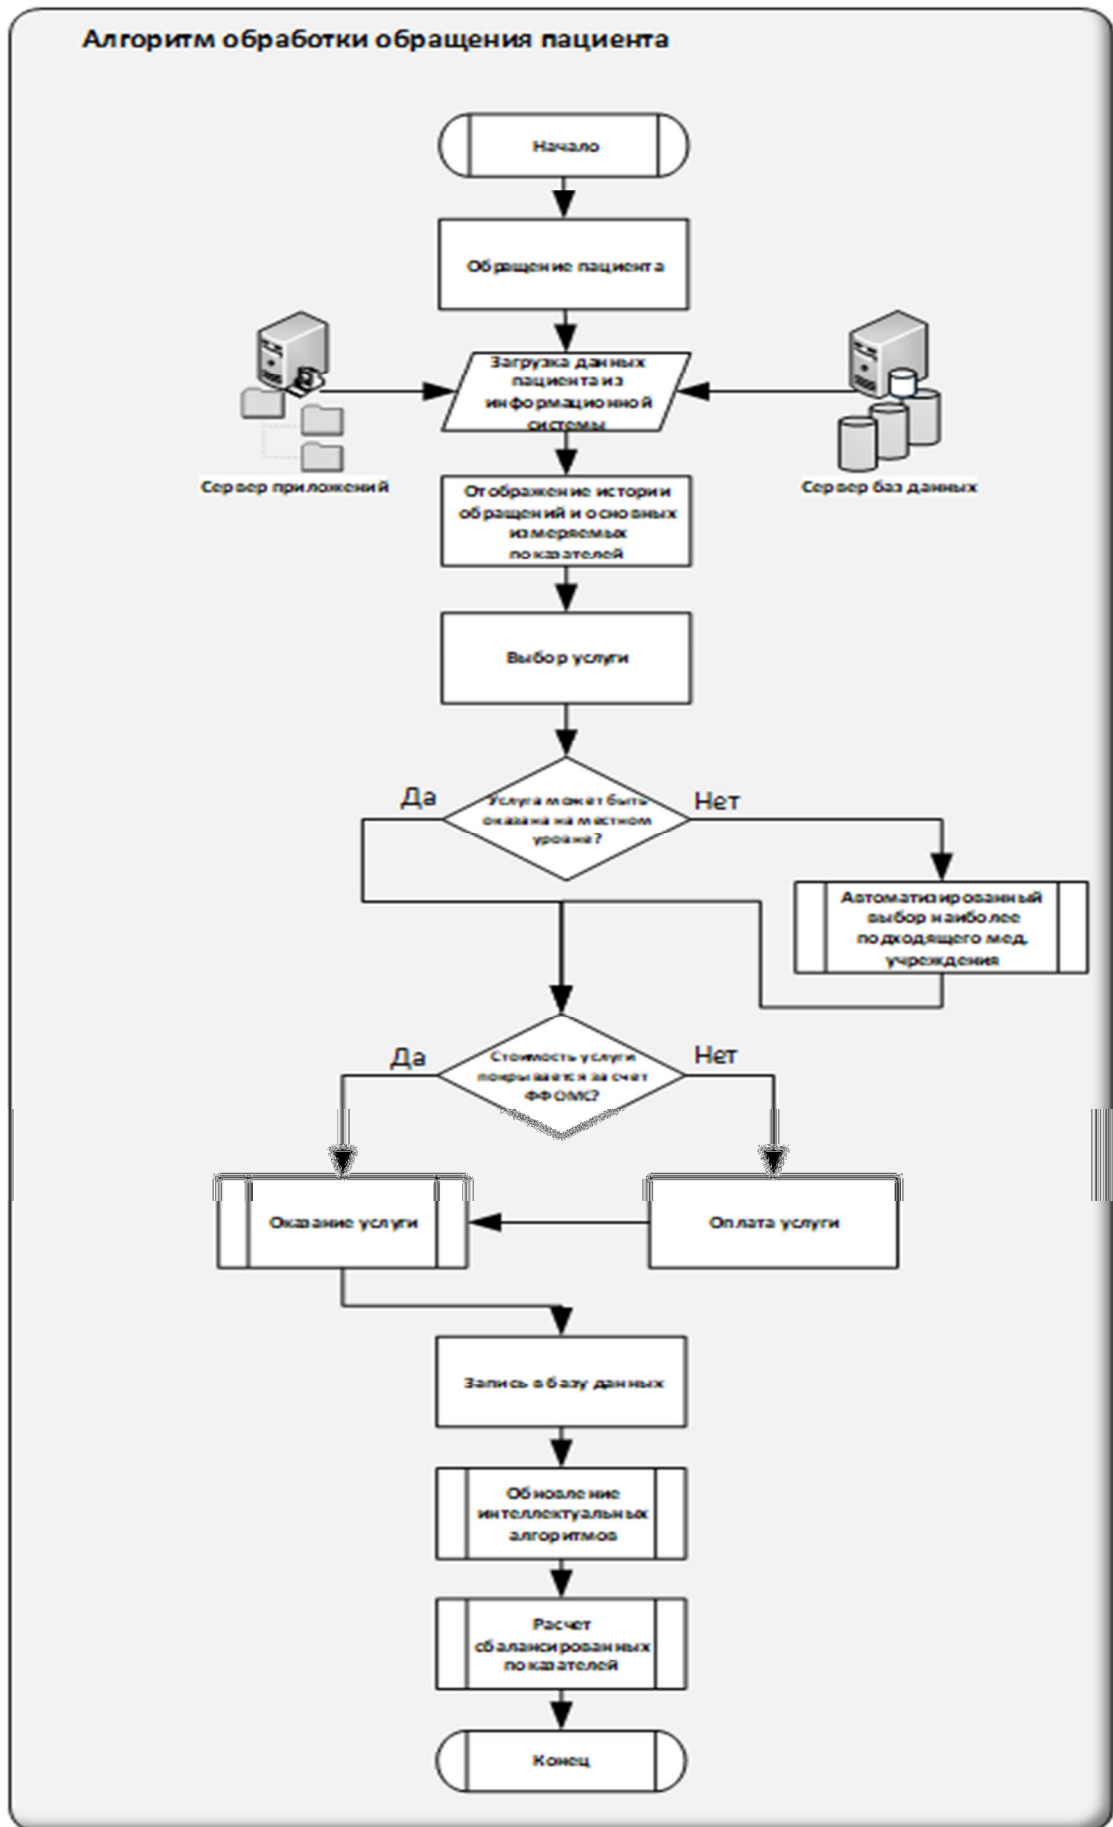 Алгоритм обработки обращения пациента
Начало
Обращение пациента
Загрузка данных
пациента из
информационной
системы
Сервер приложений
Сервер баз данных
Отображение истории
обращений и основных
измеряемых
показателей
Выбор услуги
Да
Услуга может быть
оказана на местном
уровне?
Нет
Автоматизированный
выбор наиболее
подходящего мед.
учреждения
Да
Стоимость услуги
покрывается за счет
ФФОМС?
Нет
Оказание услуги
Оплата услуги
Запись в базу данных
Обновление
интеллектуальных
алгоритмов
Расчет
сбалансированных
показателей
Конец